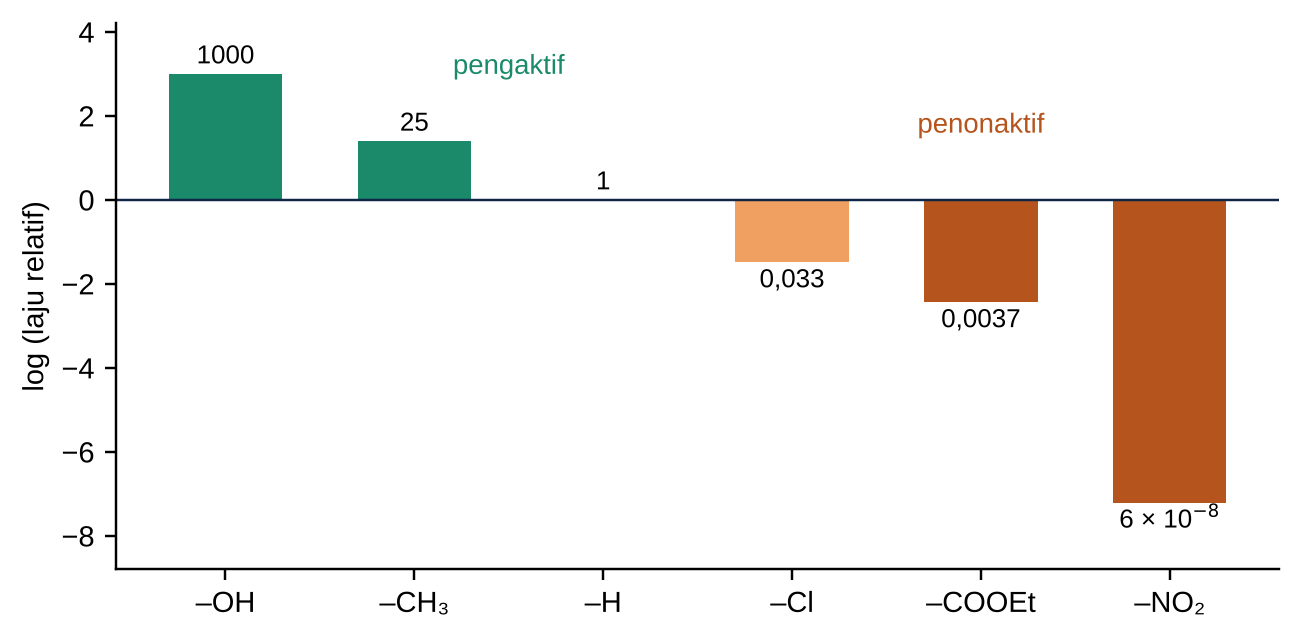 4
2
0
−2
−4
−6
−8
log (laju relatif)
1000
25
1
0,033
0,0037
6 × 10⁻⁸
pengaktif
penonaktif
–OH
–CH₃
–H
–Cl
–COOEt
–NO₂